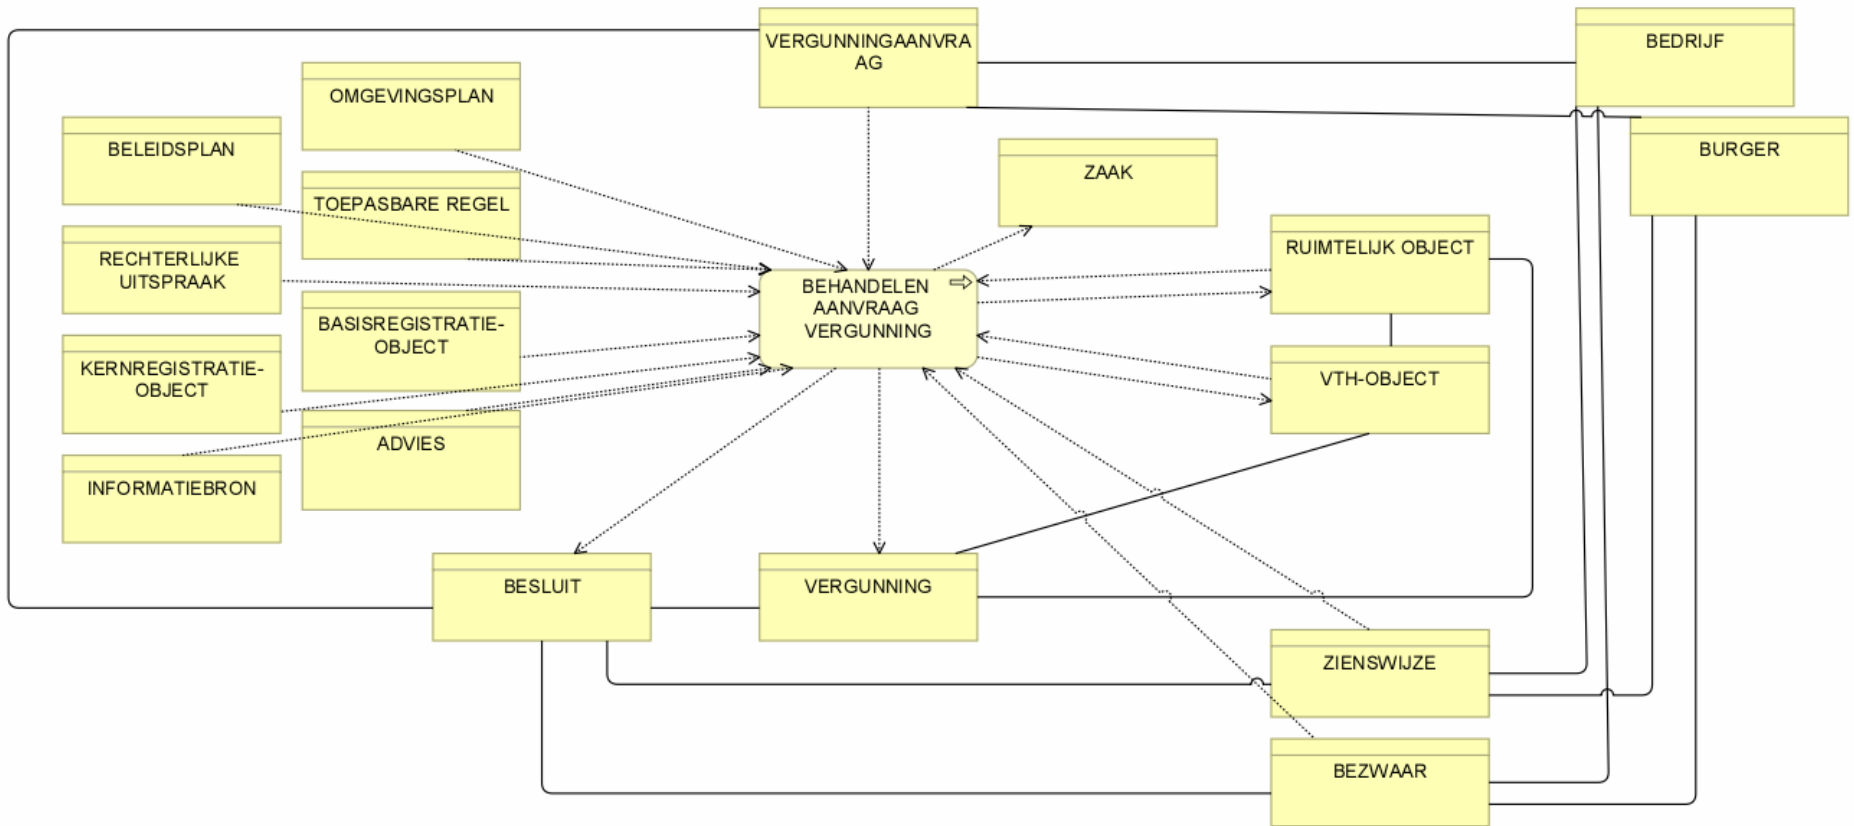 VERGUNNINGAANVRA
AG
BEDRIJF
OMGEVINGSPLAN
BELEIDSPLAN
BURGER
ZAAK
TOEPASBARE REGEL
RECHTERLIJKE
UITSPRAAK
RUIMTELIJK OBJECT
BEHANDELEN
AANVRAAG
VERGUNNING
BASISREGISTRATIE-
OBJECT
KERNREGISTRATIE-
OBJECT
VTH-OBJECT
ADVIES
INFORMATIEBRON
BESLUIT
VERGUNNING
ZIENSWIJZE
BEZWAAR